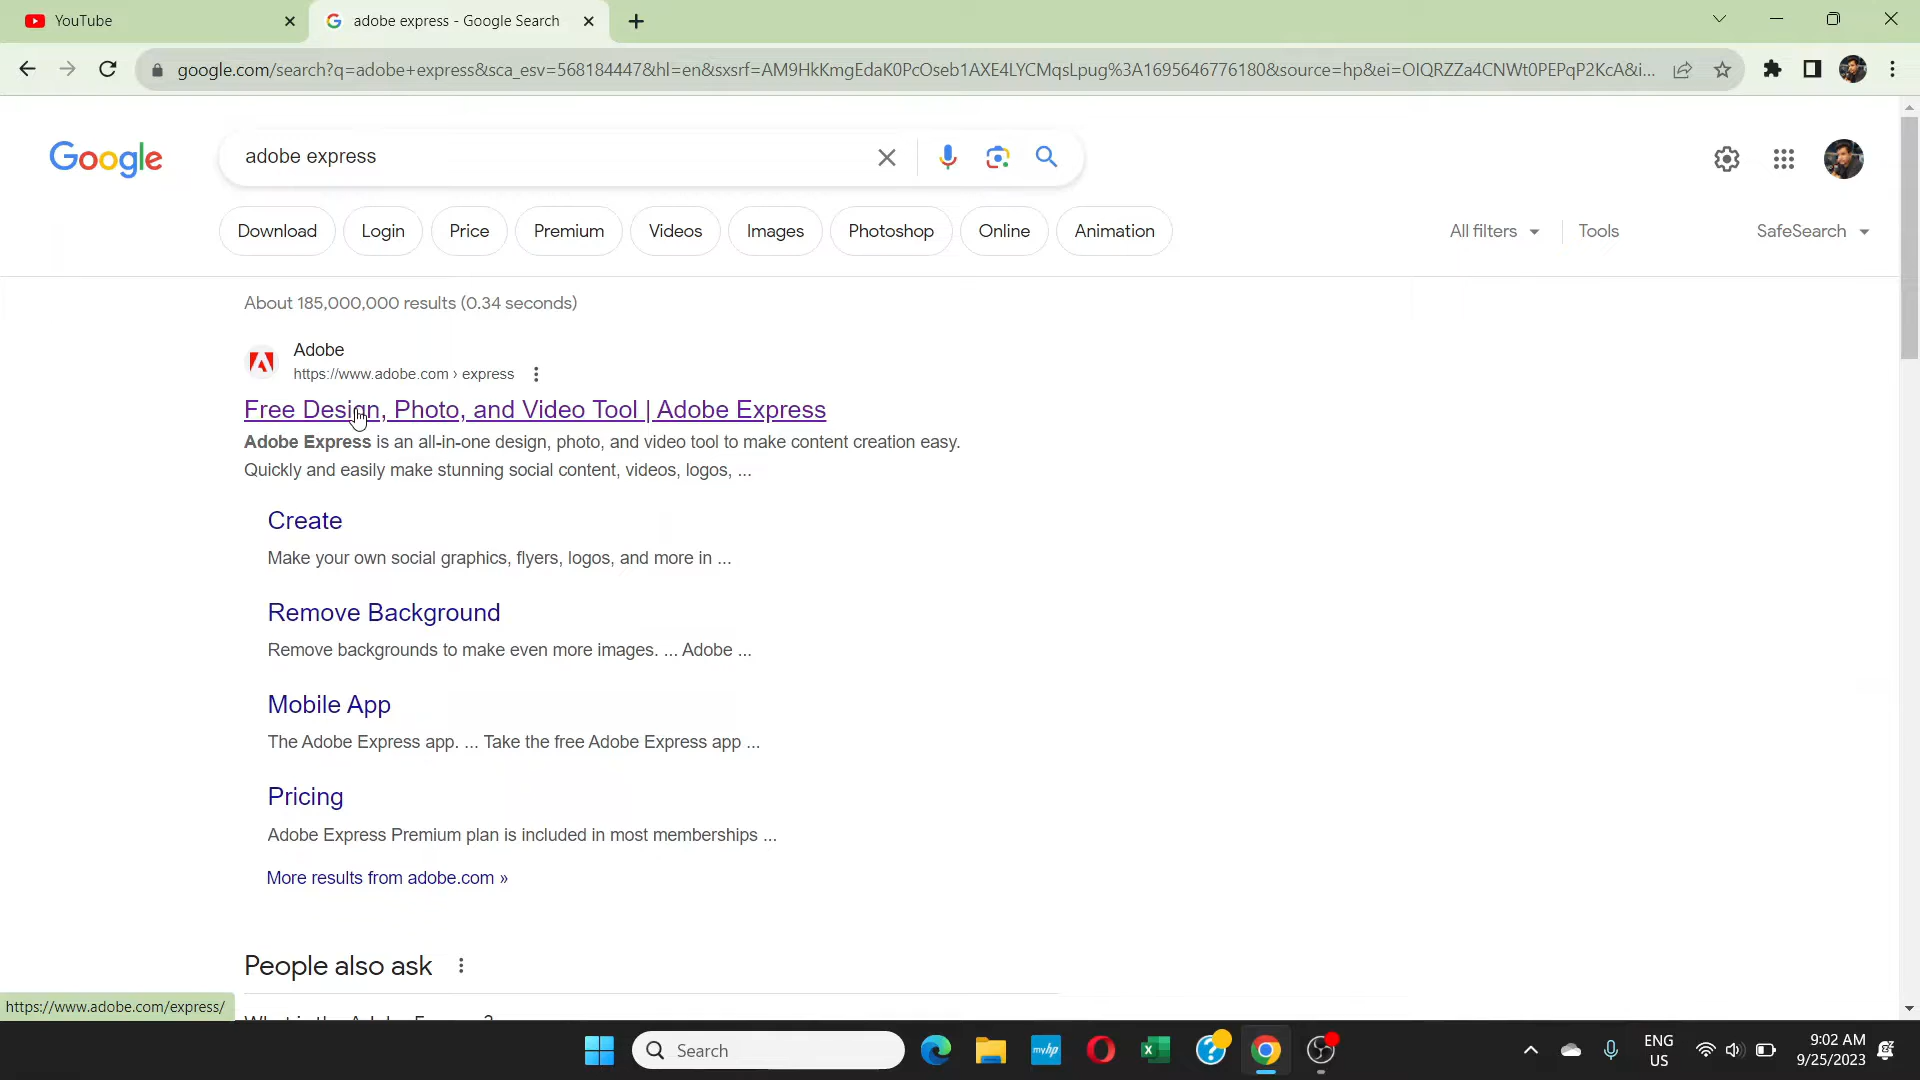 YouTube
adobe express - Google Search
google.com/search?q=adobe+express&sca_esv=568184447&hl=en&sxsrf=AM9HkKmgEdaK0PcOseb1AXE4LYCMqsLpug%3A1695646776180&source=hp&ei=OIQRZZa4CNWt0PEPqP2KcA&i...
Google
adobe express
Download
Login
Price
Premium
Videos
Images
Photoshop
Online
Animation
All filters
Tools
SafeSearch
About 185,000,000 results (0.34 seconds)
Adobe
https://www.adobe.com › express
Free Design, Photo, and Video Tool | Adobe Express
Adobe Express is an all-in-one design, photo, and video tool to make content creation easy.
Quickly and easily make stunning social content, videos, logos, ...
Create
Make your own social graphics, flyers, logos, and more in ...
Remove Background
Remove backgrounds to make even more images. ... Adobe ...
Mobile App
The Adobe Express app. ... Take the free Adobe Express app ...
Pricing
Adobe Express Premium plan is included in most memberships ...
More results from adobe.com »
People also ask
https://www.adobe.com/express/
Search
myhp
ENG
US
9:02 AM
9/25/2023